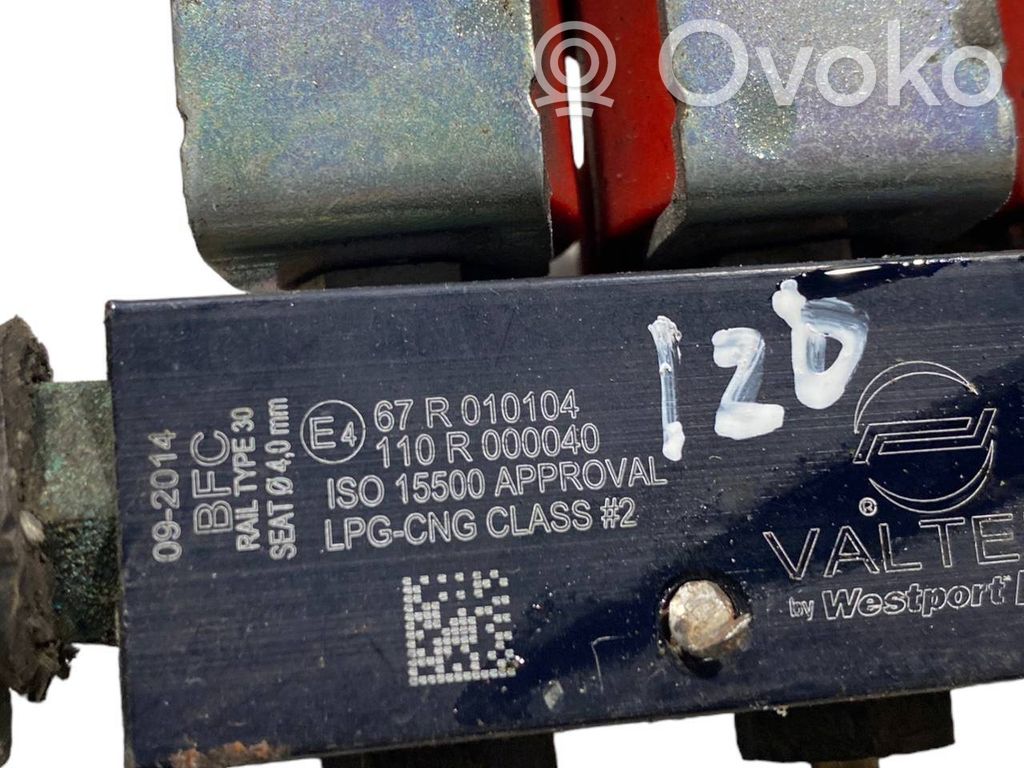 Ovoko
120
09-2014
BFC
RAIL TYPE 30
SEAT Ø 4,0 mm
E4
67 R 010104
110 R 000040
ISO 15500 APPROVAL
LPG-CNG CLASS #2
® VALTE
by Westport™